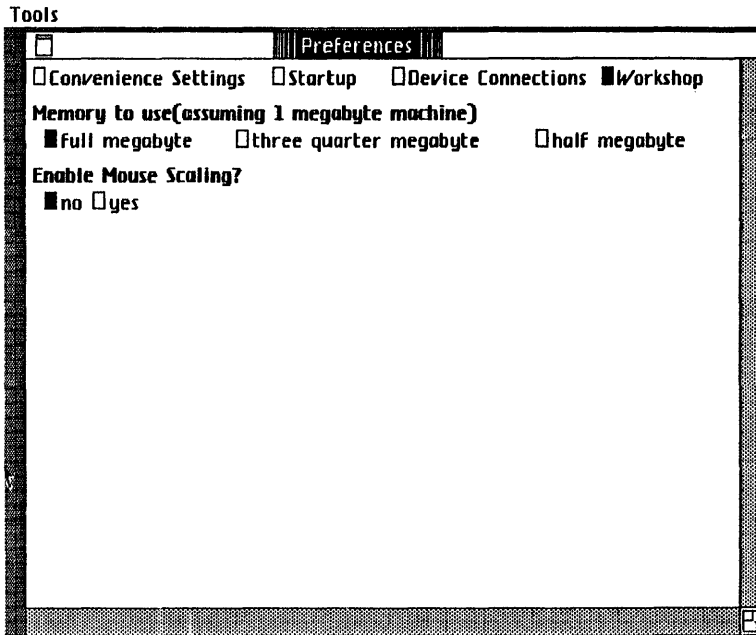 Tools
Preferences
Convenience Settings Startup Device Connections Workshop
Memory to use(assuming 1 megabyte machine)
full megabyte three quarter megabyte half megabyte
Enable Mouse Scaling?
no yes